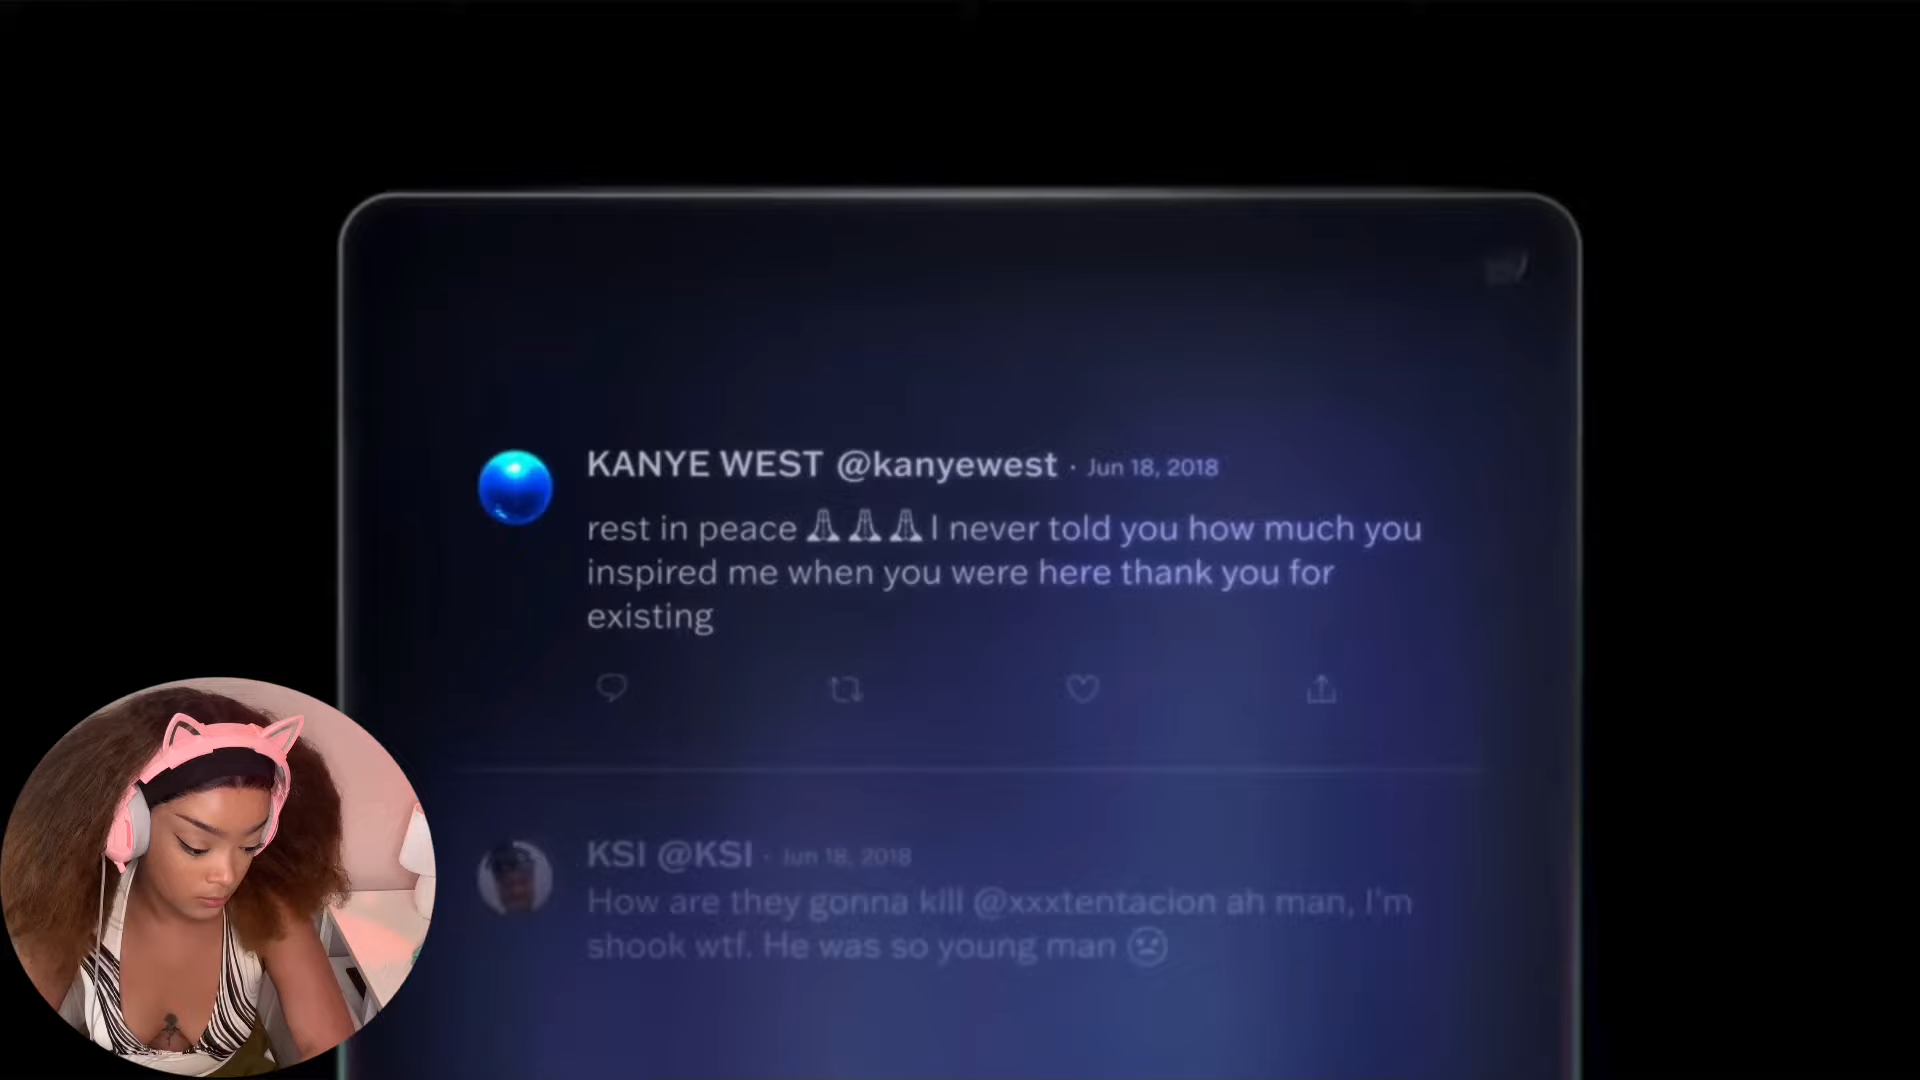 KANYE WEST @kanyewest · Jun 18, 2018
rest in peace 🙏🙏🙏 I never told you how much you
inspired me when you were here thank you for
existing
KSI @KSI · Jun 18, 2018
How are they gonna kill @xxxtentacion ah man, I'm
shook wtf. He was so young man ☹